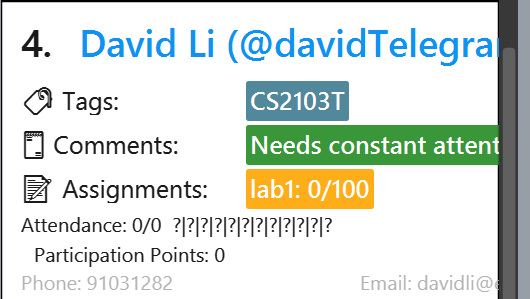 4. David Li (@davidTelegra
Tags: CS2103T
Comments: Needs constant attent
Assignments: lab1: 0/100
Attendance: 0/0 ?|?|?|?|?|?|?|?|?|?|?|?
Participation Points: 0
Phone: 91031282 Email: davidli@